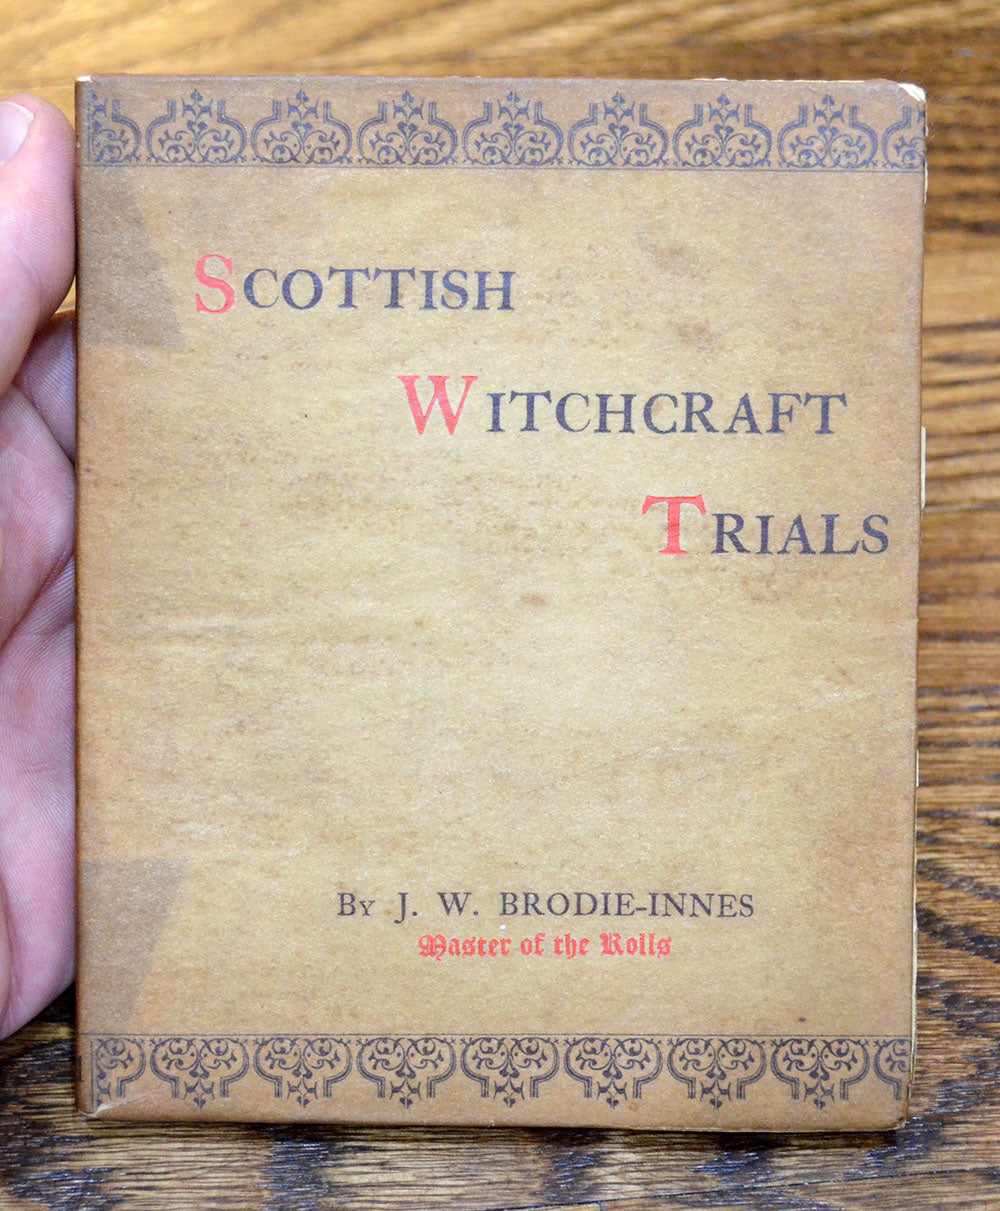 SCOTTISH
WITCHCRAFT
TRIALS
By J. W. BRODIE-INNES
Master of the Rolls